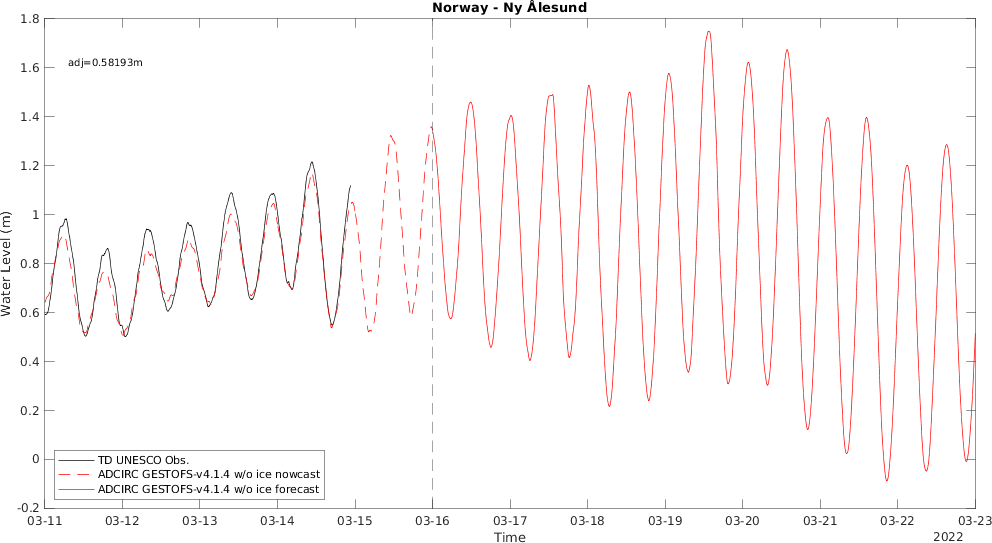 Norway - Ny Ålesund
adj=0.58193m
Water Level (m)
1.8
1.6
1.4
1.2
1
0.8
0.6
0.4
0.2
0
-0.2
TD UNESCO Obs.
ADCIRC GESTOFS-v4.1.4 w/o ice nowcast
ADCIRC GESTOFS-v4.1.4 w/o ice forecast
03-11 03-12 03-13 03-14 03-15 03-16 03-17 03-18 03-19 03-20 03-21 03-22 03-23
Time
2022